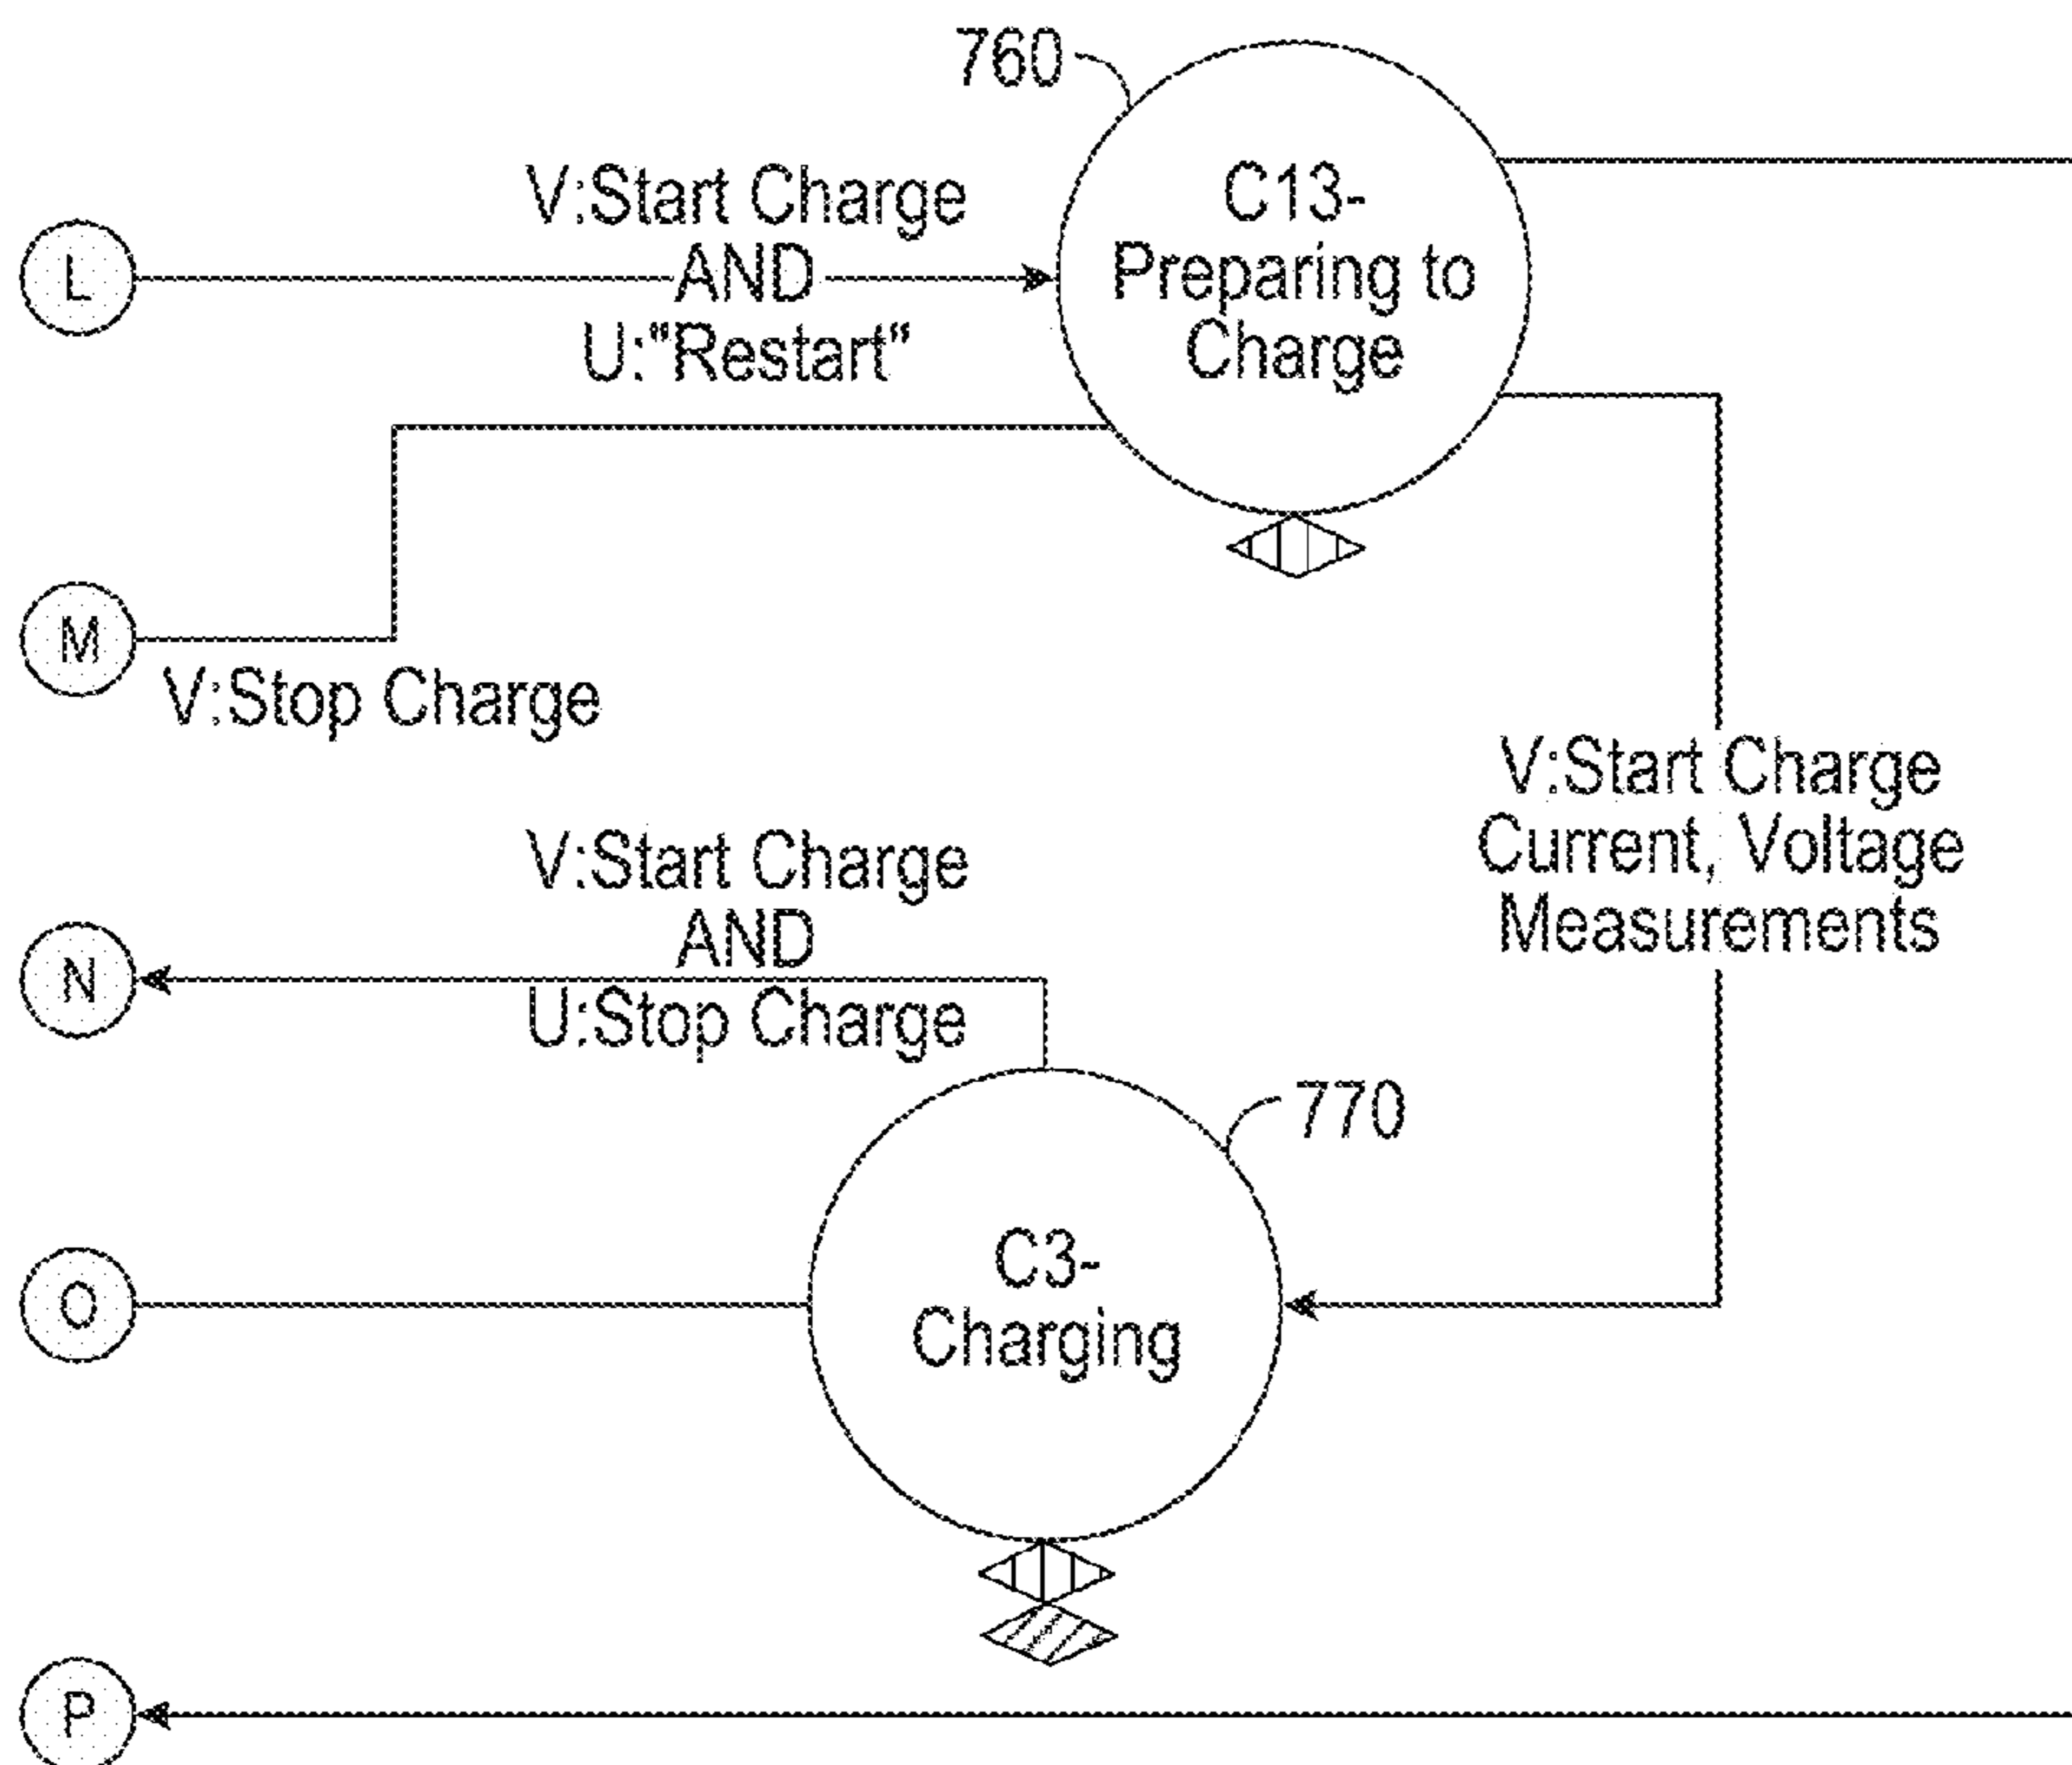 760
C13-
Preparing to
Charge
V:Start Charge
AND
U:"Restart"
L
M
V:Stop Charge
V:Start Charge
Current, Voltage
Measurements
V:Start Charge
AND
U:Stop Charge
N
770
C3-
Charging
O
P